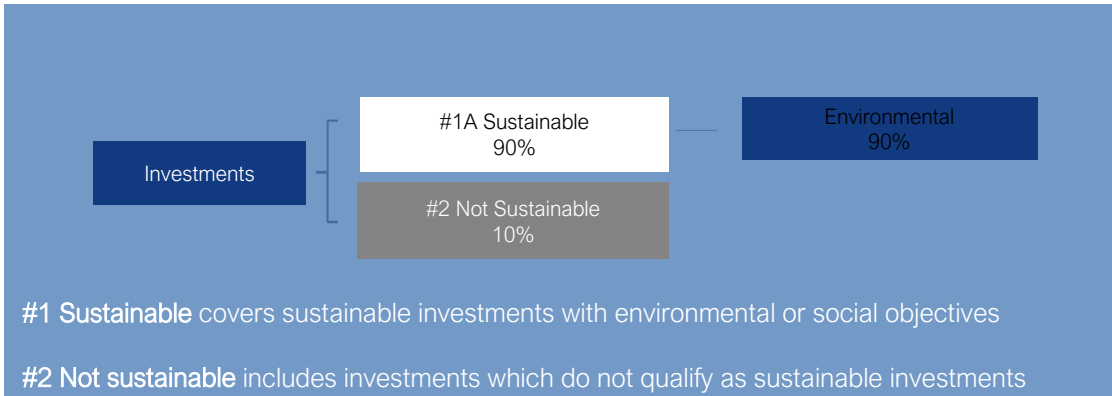 #1A Sustainable
90%
Environmental
90%
Investments
#2 Not Sustainable
10%
#1 Sustainable covers sustainable investments with environmental or social objectives
#2 Not sustainable includes investments which do not qualify as sustainable investments